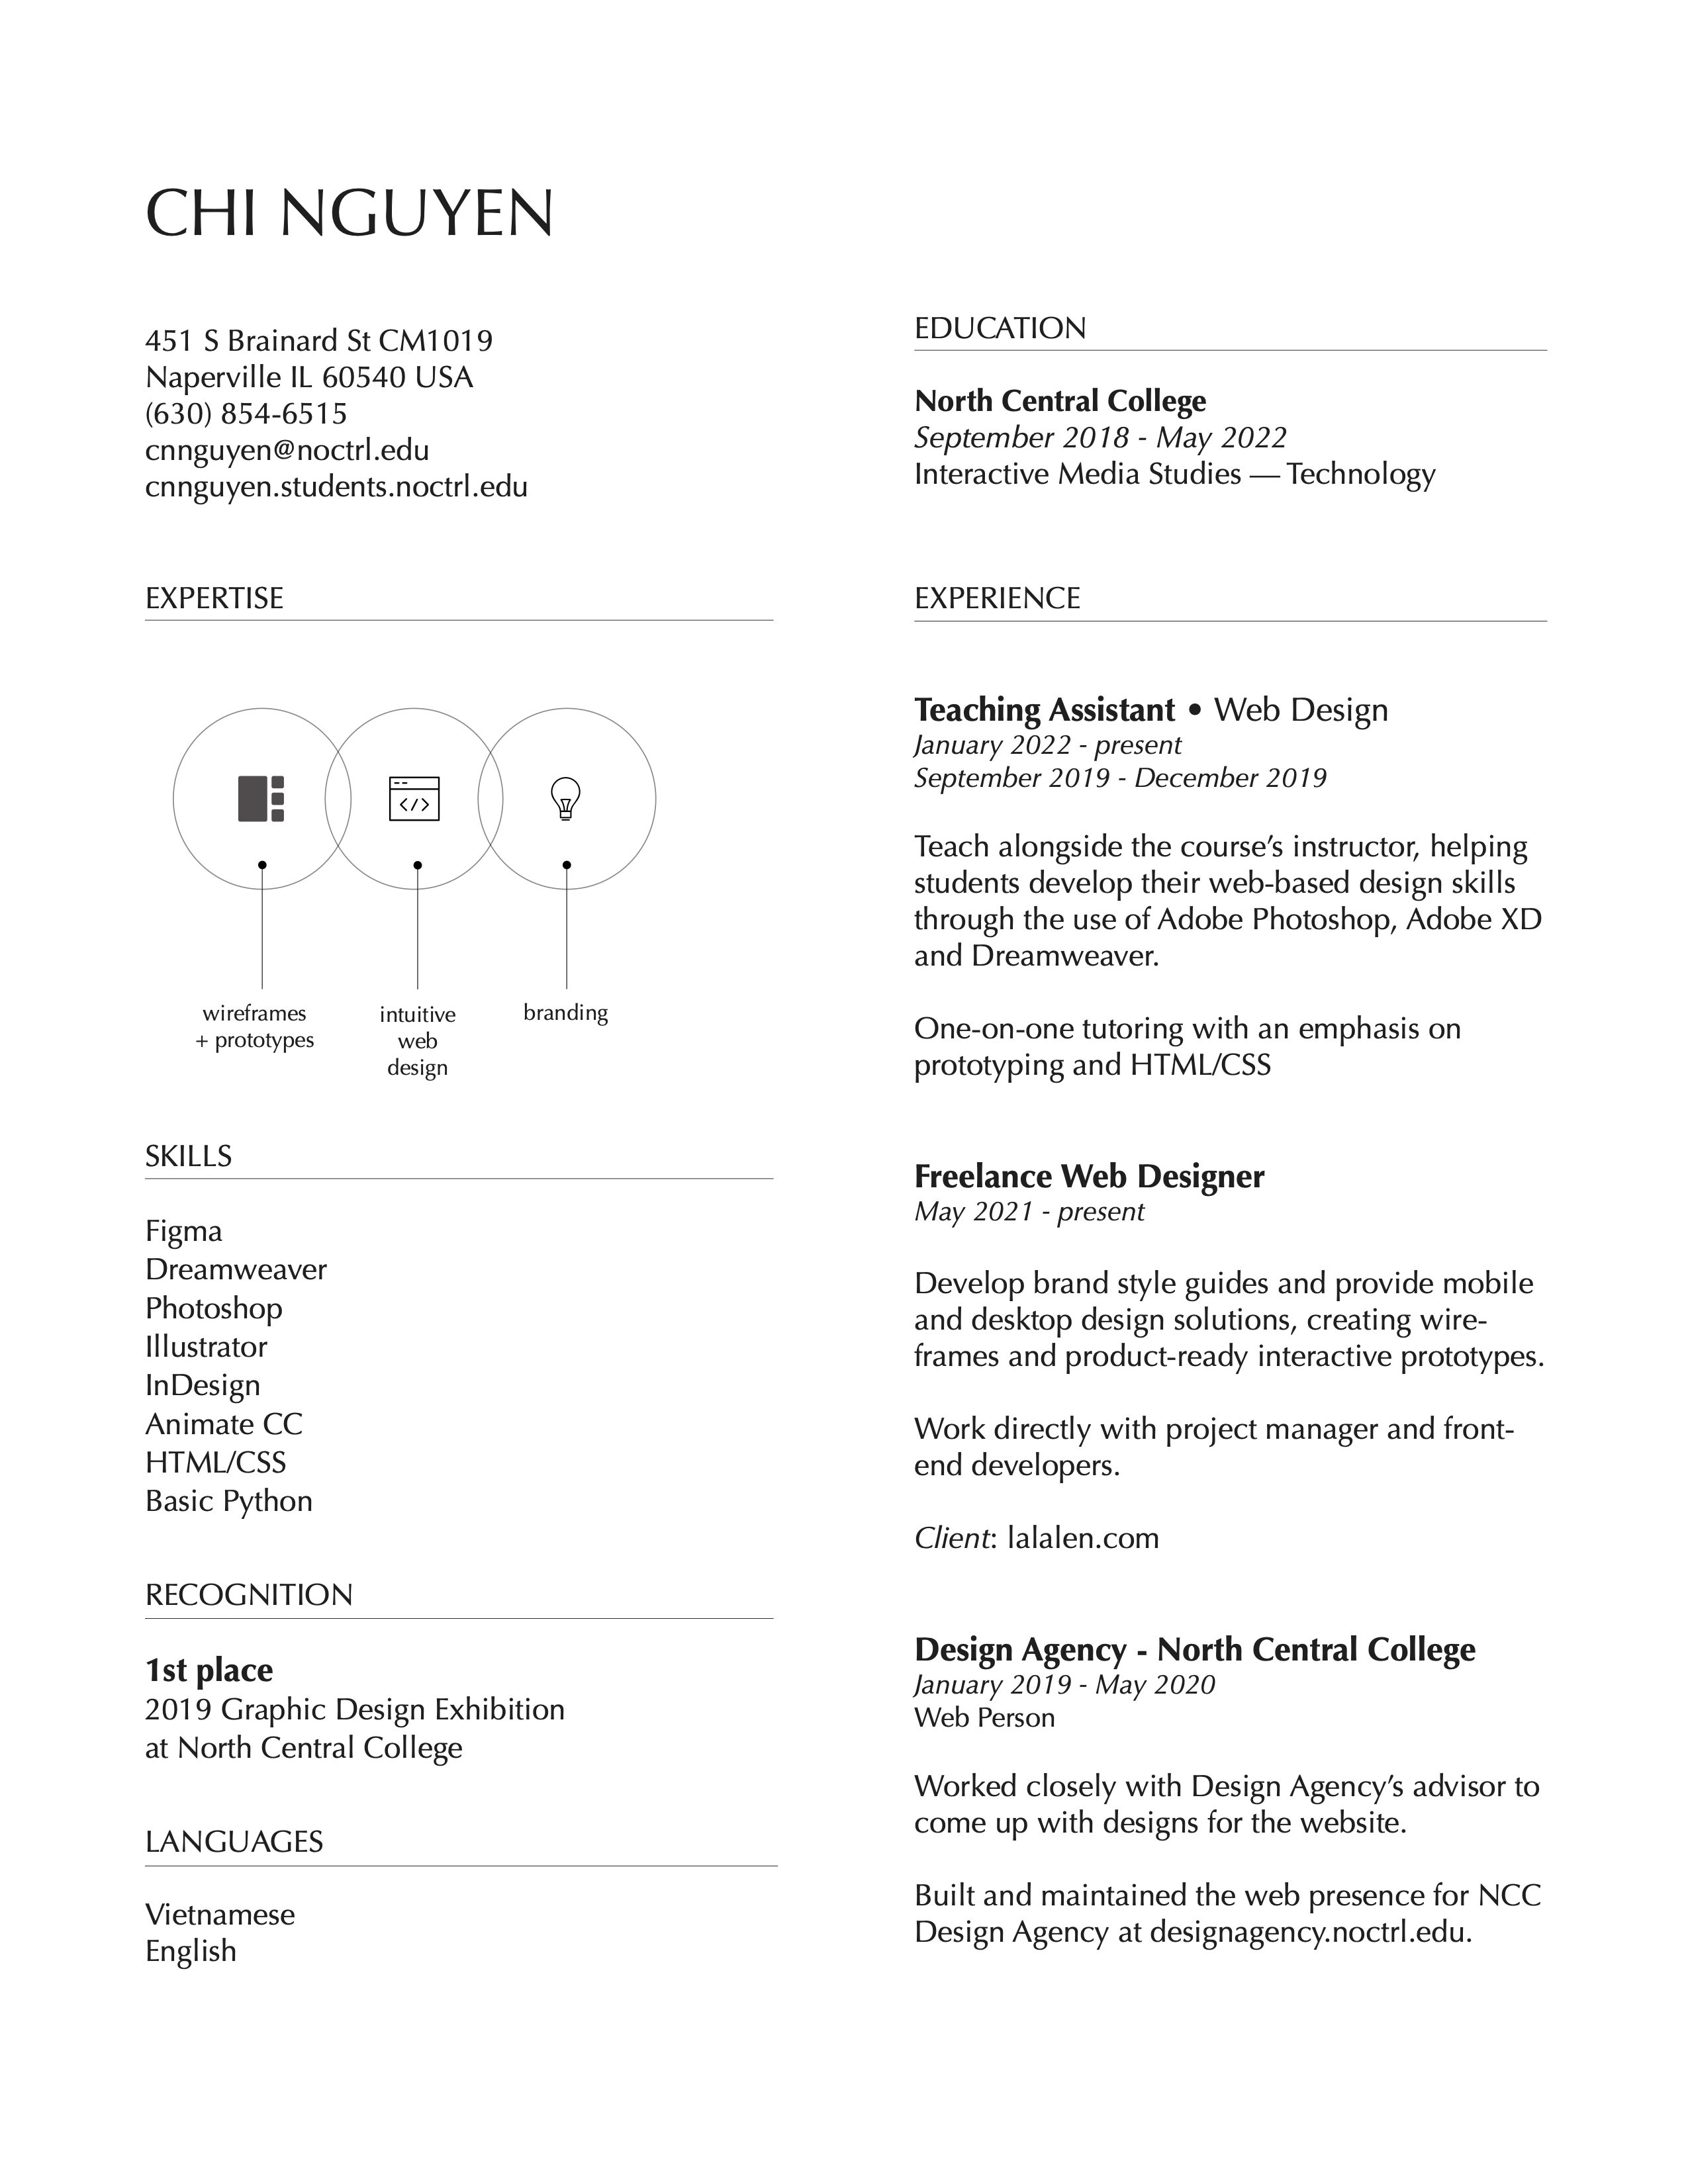 CHI NGUYEN
451 S Brainard St CM1019
Naperville IL 60540 USA
(630) 854-6515
cnnguyen@noctrl.edu
cnnguyen.students.noctrl.edu
EXPERTISE
wireframes
+ prototypes
intuitive
web
design
branding
SKILLS
Figma
Dreamweaver
Photoshop
Illustrator
InDesign
Animate CC
HTML/CSS
Basic Python
RECOGNITION
1st place
2019 Graphic Design Exhibition
at North Central College
LANGUAGES
Vietnamese
English
EDUCATION
North Central College
September 2018 - May 2022
Interactive Media Studies — Technology
EXPERIENCE
Teaching Assistant • Web Design
January 2022 - present
September 2019 - December 2019
Teach alongside the course’s instructor, helping
students develop their web-based design skills
through the use of Adobe Photoshop, Adobe XD
and Dreamweaver.
One-on-one tutoring with an emphasis on
prototyping and HTML/CSS
Freelance Web Designer
May 2021 - present
Develop brand style guides and provide mobile
and desktop design solutions, creating wire-
frames and product-ready interactive prototypes.
Work directly with project manager and front-
end developers.
Client: lalalen.com
Design Agency - North Central College
January 2019 - May 2020
Web Person
Worked closely with Design Agency’s advisor to
come up with designs for the website.
Built and maintained the web presence for NCC
Design Agency at designagency.noctrl.edu.